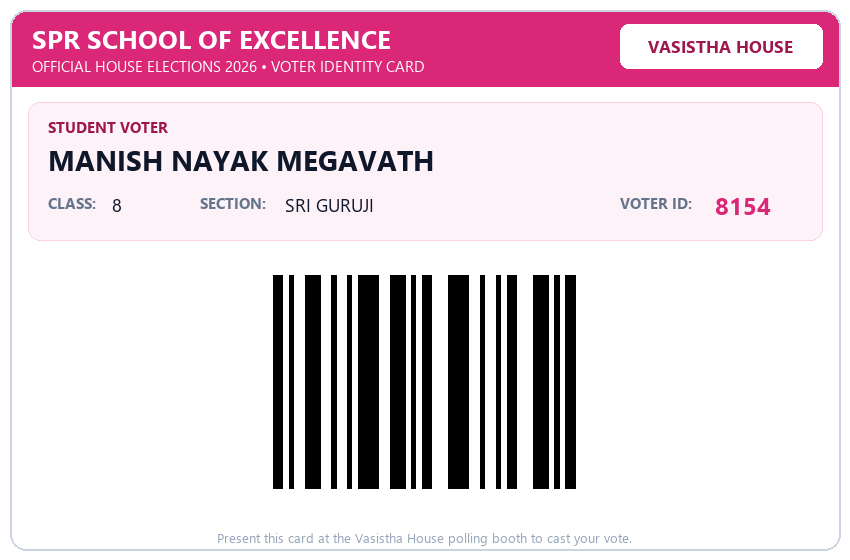 SPR SCHOOL OF EXCELLENCE
OFFICIAL HOUSE ELECTIONS 2026 • VOTER IDENTITY CARD
VASISTHA HOUSE
STUDENT VOTER
MANISH NAYAK MEGAVATH
CLASS: 8 SECTION: SRI GURUJI VOTER ID: 8154
Present this card at the Vasistha House polling booth to cast your vote.